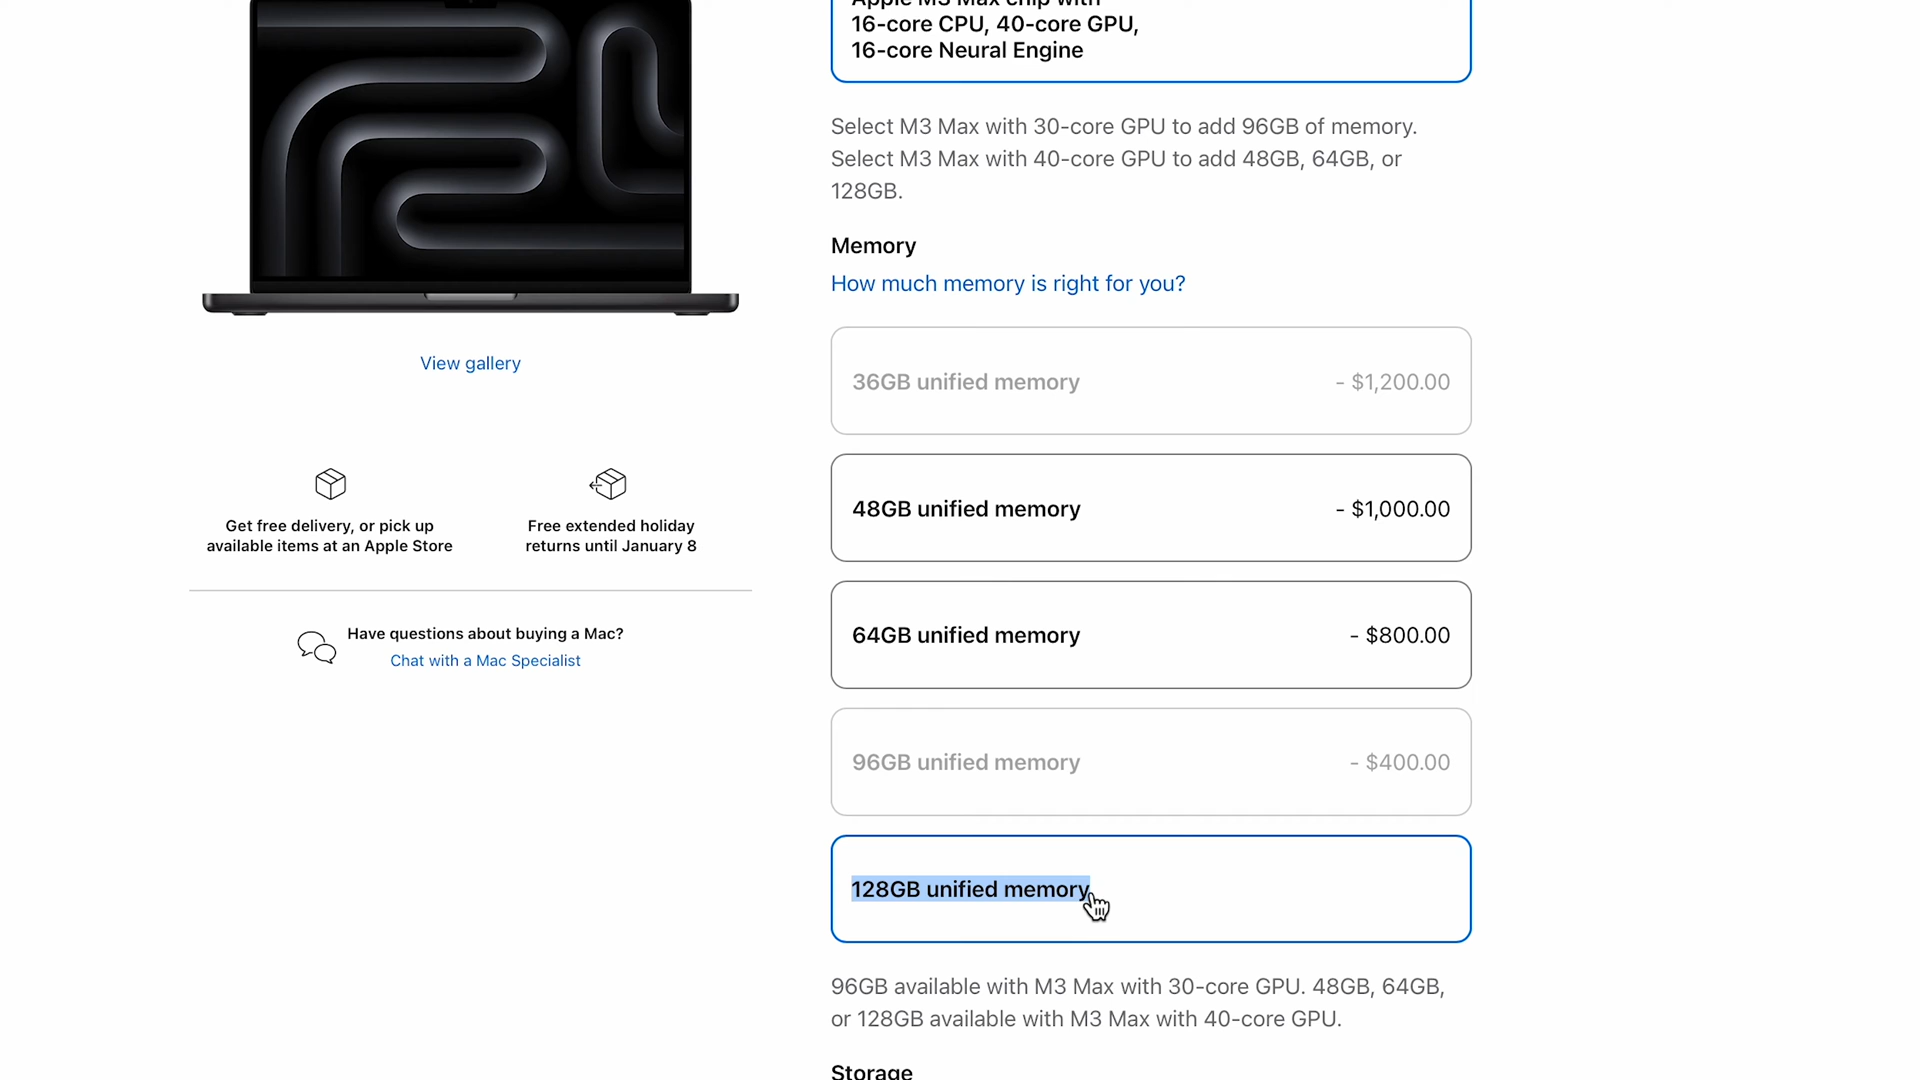 Apple M3 Max chip with
16-core CPU, 40-core GPU,
16-core Neural Engine
Select M3 Max with 30-core GPU to add 96GB of memory.
Select M3 Max with 40-core GPU to add 48GB, 64GB, or
128GB.
Memory
How much memory is right for you?
36GB unified memory - $1,200.00
48GB unified memory - $1,000.00
64GB unified memory - $800.00
96GB unified memory - $400.00
128GB unified memory
96GB available with M3 Max with 30-core GPU. 48GB, 64GB,
or 128GB available with M3 Max with 40-core GPU.
Storage
View gallery
Get free delivery, or pick up
available items at an Apple Store
Free extended holiday
returns until January 8
Have questions about buying a Mac?
Chat with a Mac Specialist